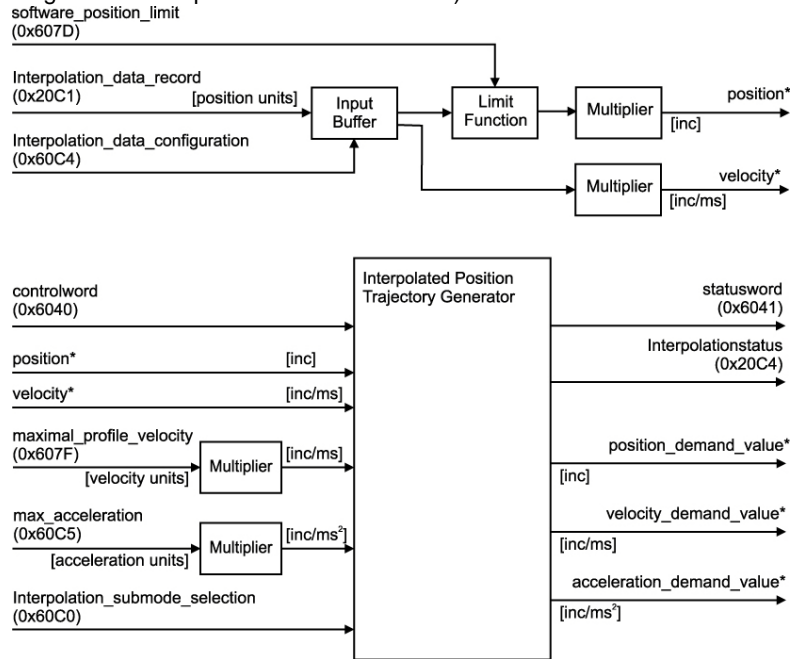 software_position_limit
(0x607D)
Interpolation_data_record
(0x20C1)
[position units]
Input
Buffer
Limit
Function
Multiplier
position*
[inc]
Interpolation_data_configuration
(0x60C4)
Multiplier
velocity*
[inc/ms]
Interpolated Position
Trajectory Generator
controlword
(0x6040)
statusword
(0x6041)
position*
[inc]
Interpolationstatus
(0x20C4)
velocity*
[inc/ms]
maximal_profile_velocity
(0x607F)
[velocity units]
Multiplier
[inc/ms]
position_demand_value*
[inc]
max_acceleration
(0x60C5)
[acceleration units]
Multiplier
[inc/ms²]
velocity_demand_value*
[inc/ms]
Interpolation_submode_selection
(0x60C0)
acceleration_demand_value*
[inc/ms²]